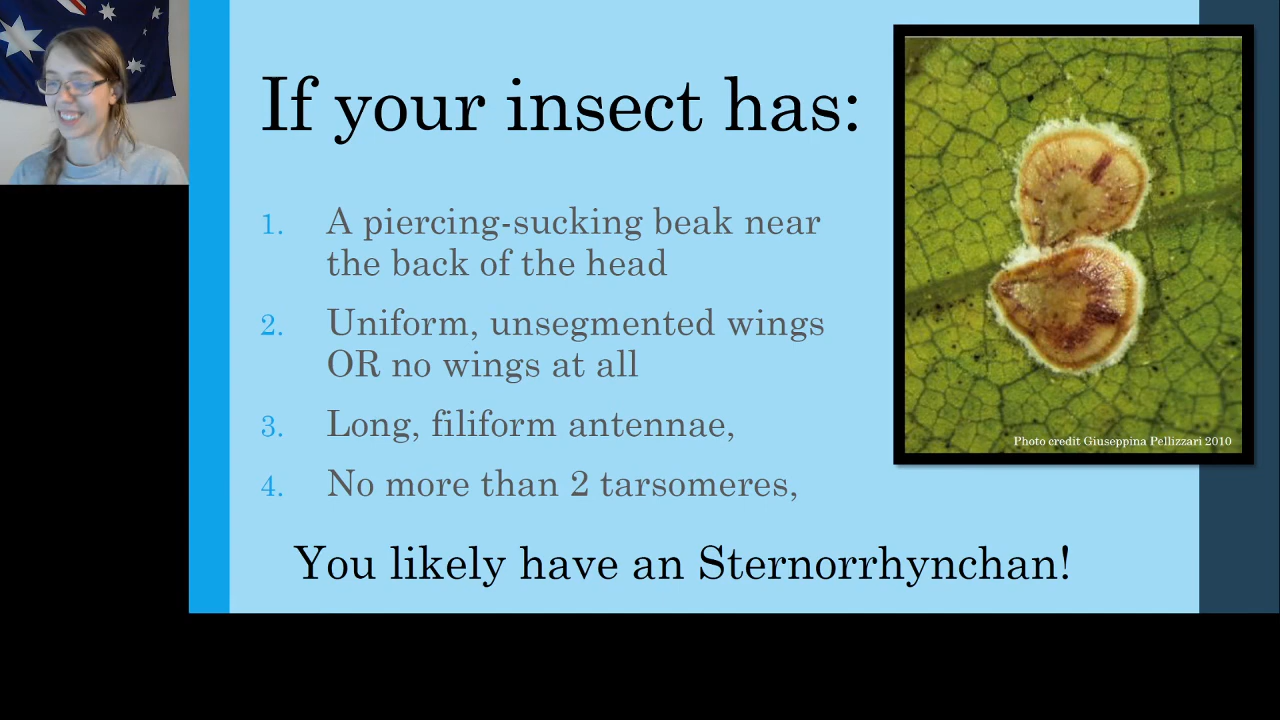 If your insect has:
1. A piercing-sucking beak near
the back of the head
2. Uniform, unsegmented wings
OR no wings at all
3. Long, filiform antennae,
4. No more than 2 tarsomeres,
You likely have an Sternorrhynchan!
Photo credit Giuseppina Pellizzari 2010